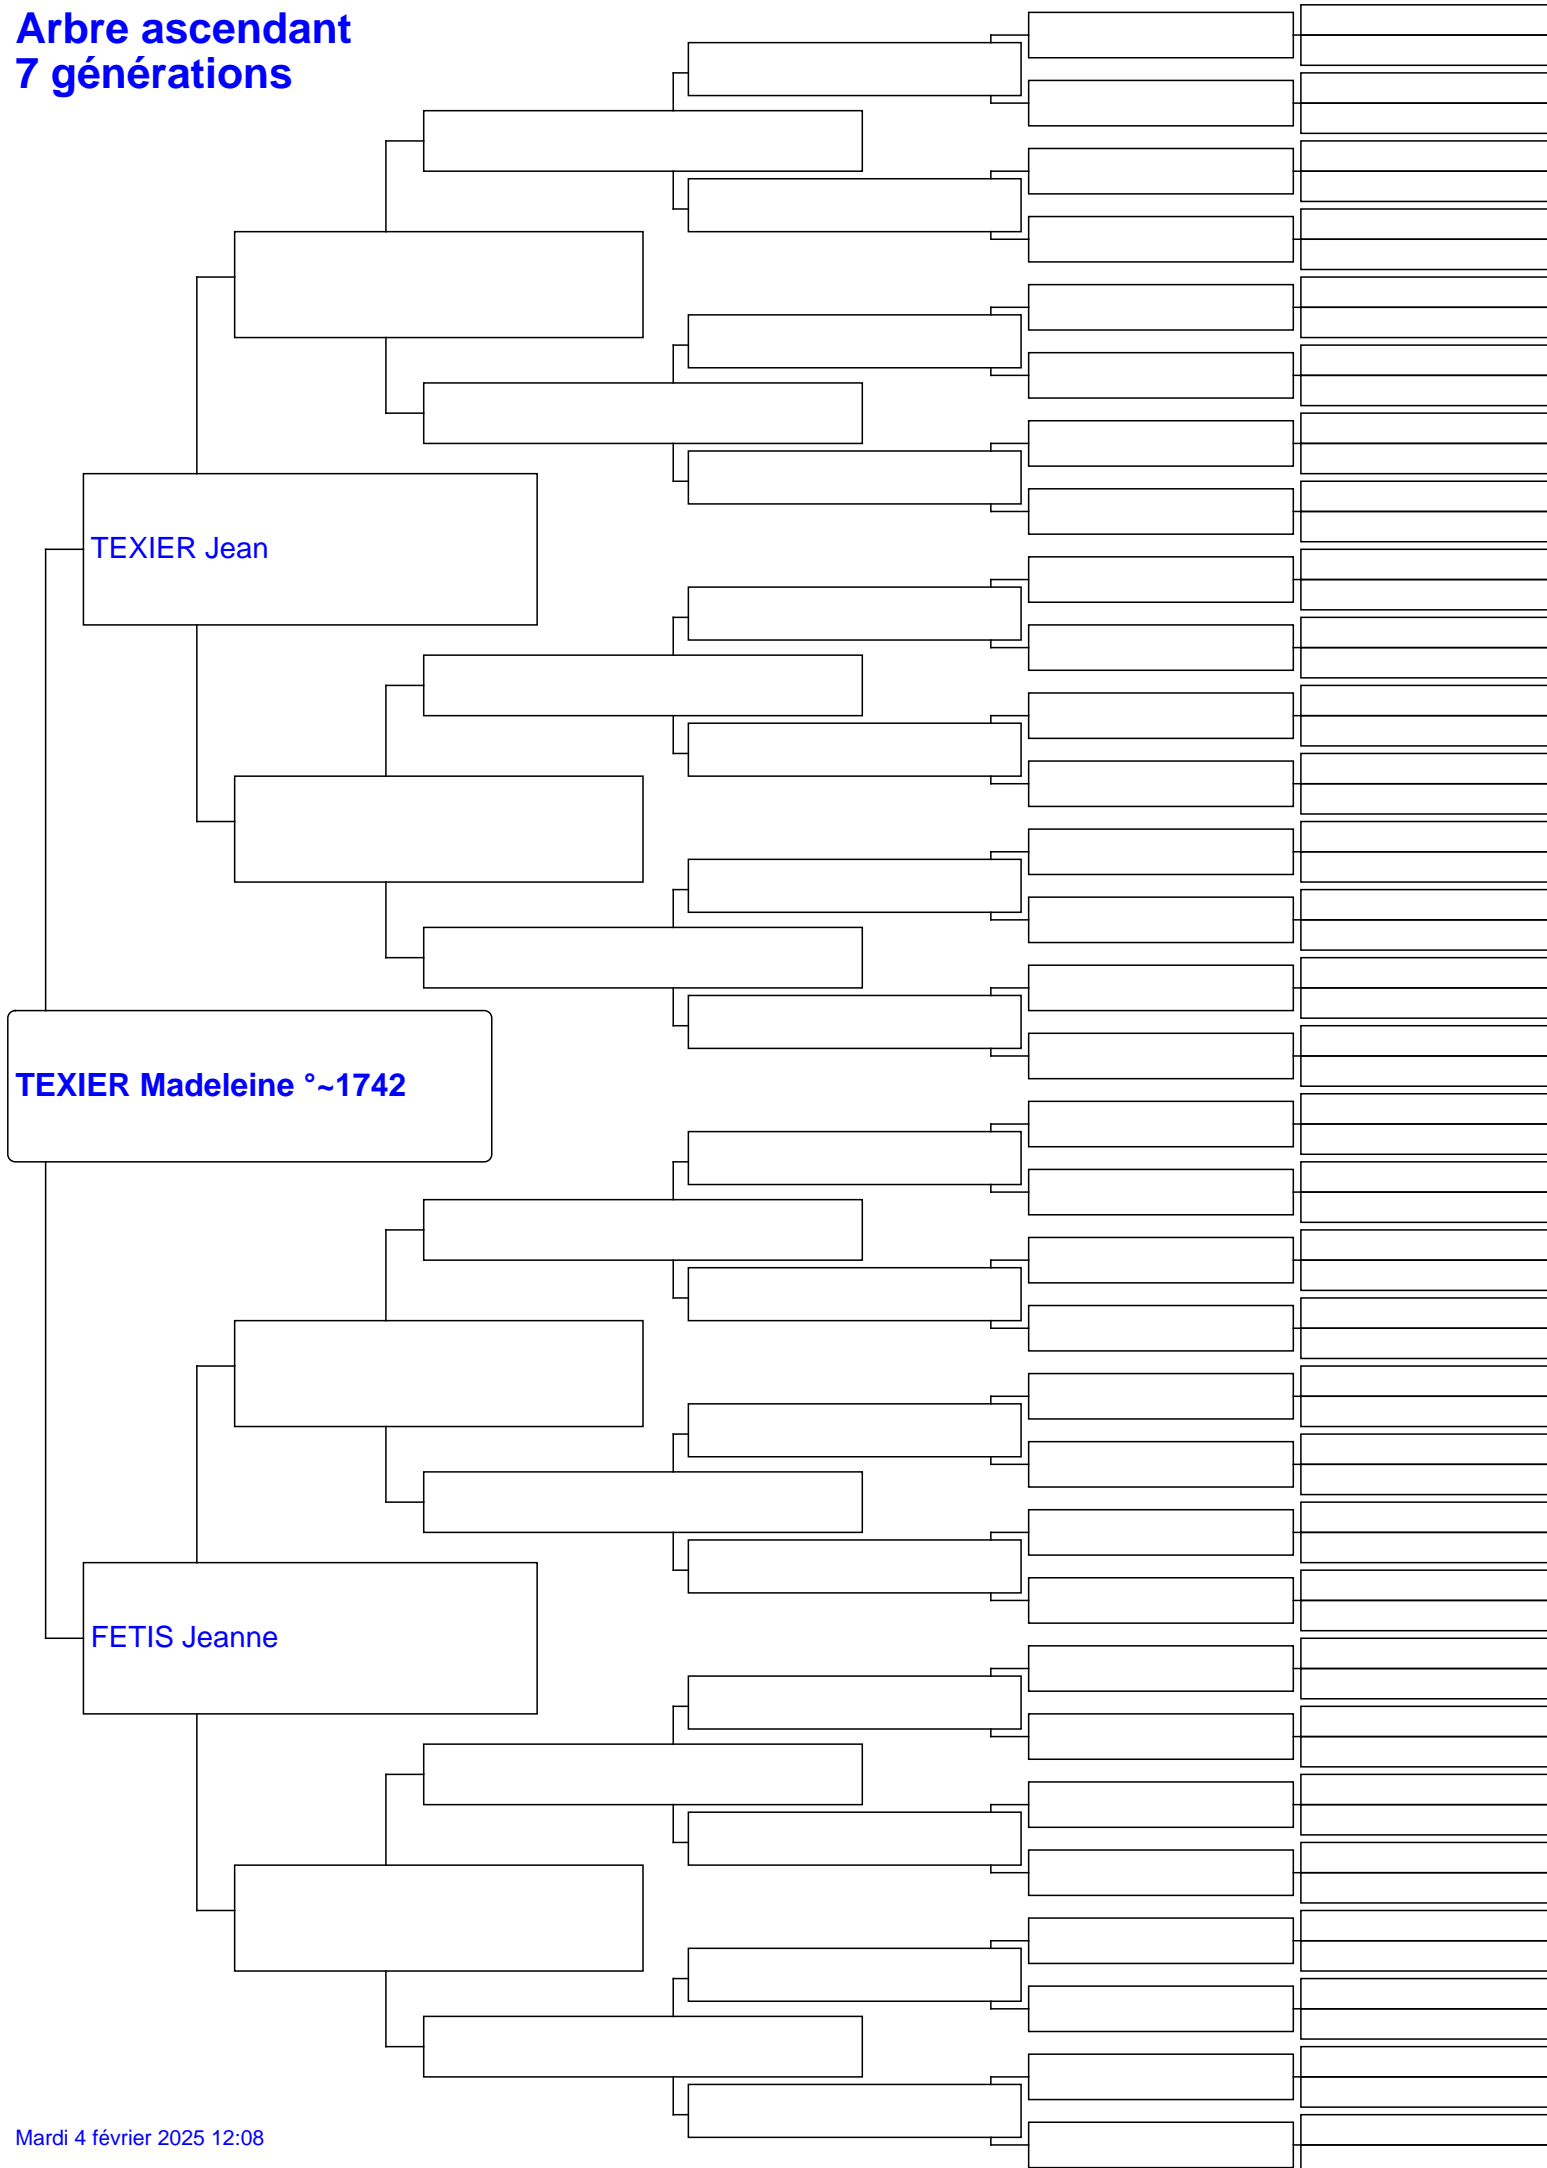 Arbre ascendant
7 générations
TEXIER Jean
TEXIER Madeleine °~1742
FETIS Jeanne
Mardi 4 février 2025 12:08